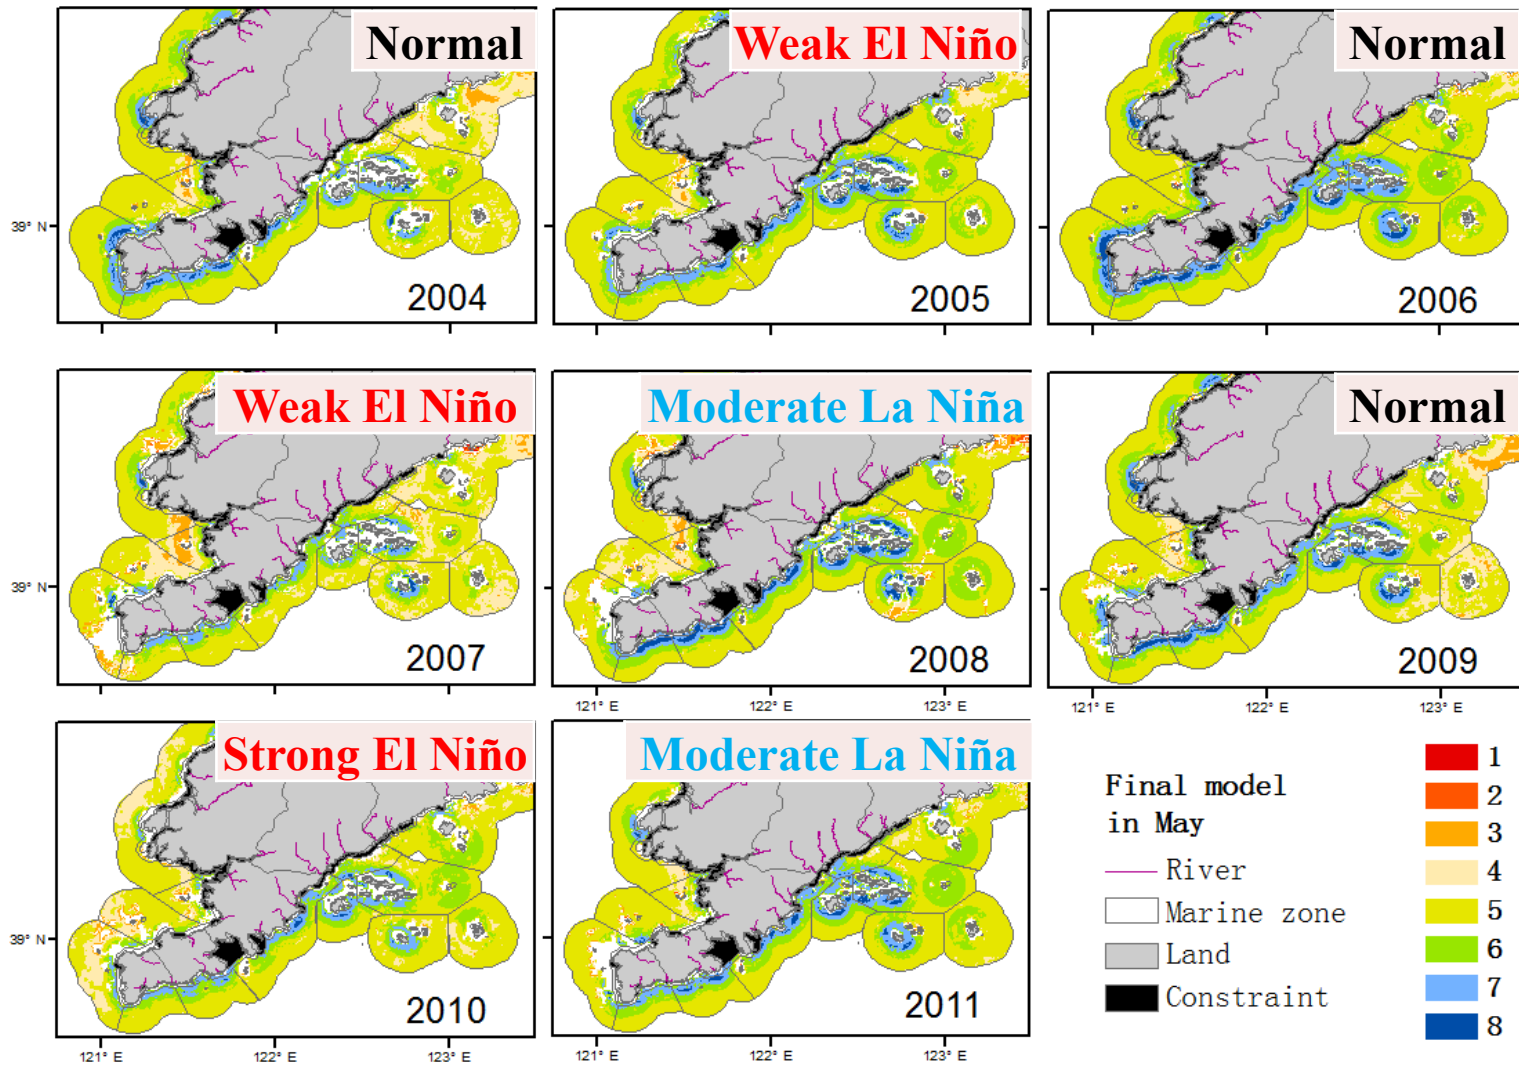 Normal
Weak El Niño
Normal
39° N
2004
2005
2006
Weak El Niño
Moderate La Niña
Normal
39° N
2007
2008
2009
121° E
122° E
123° E
121° E
122° E
123° E
Strong El Niño
Moderate La Niña
39° N
2010
2011
121° E
122° E
123° E
121° E
122° E
123° E
Final model
in May
River
Marine zone
Land
Constraint
1
2
3
4
5
6
7
8